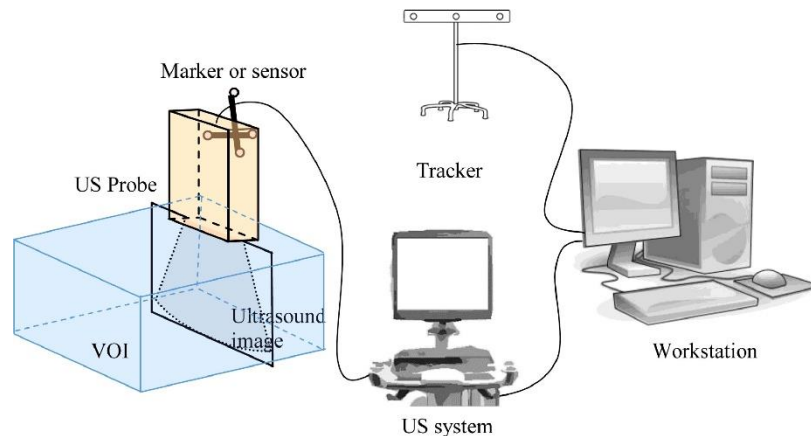 Marker or sensor
US Probe
Tracker
Ultrasound
image
VOI
Workstation
US system